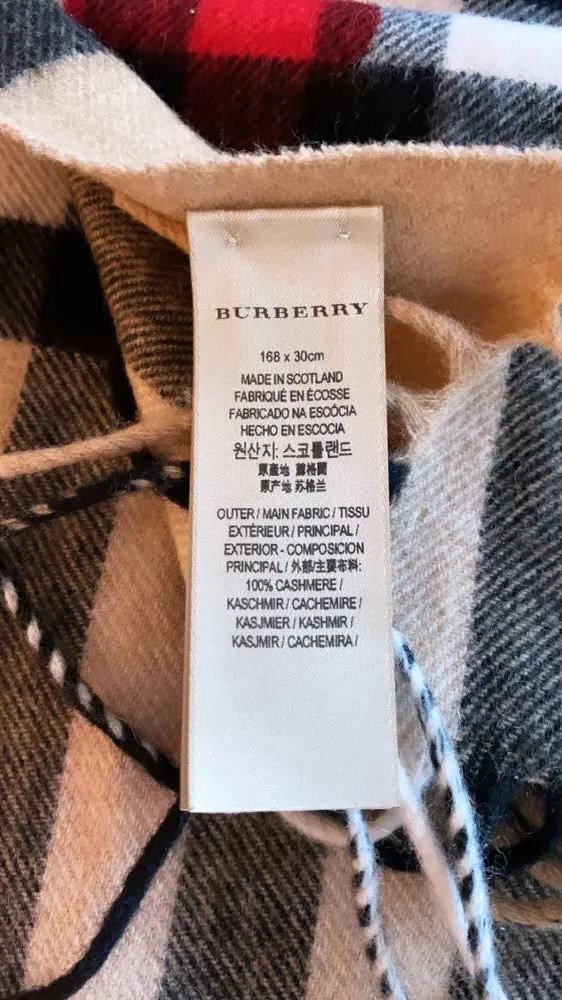 BURBERRY
168 x 30cm
MADE IN SCOTLAND
FABRIQUÉ EN ÉCOSSE
FABRICADO NA ESCÓCIA
HECHO EN ESCOCIA
원산지: 스코틀랜드
原產地 蘇格蘭
原产地 苏格兰
OUTER / MAIN FABRIC / TISSU
EXTÉRIEUR / PRINCIPAL /
EXTERIOR - COMPOSICION
PRINCIPAL / 外部/主要布料:
100% CASHMERE /
KASCHMIR / CACHEMIRE /
KASJMIER / KASHMIR /
KASJMIR / CACHEMIRA /